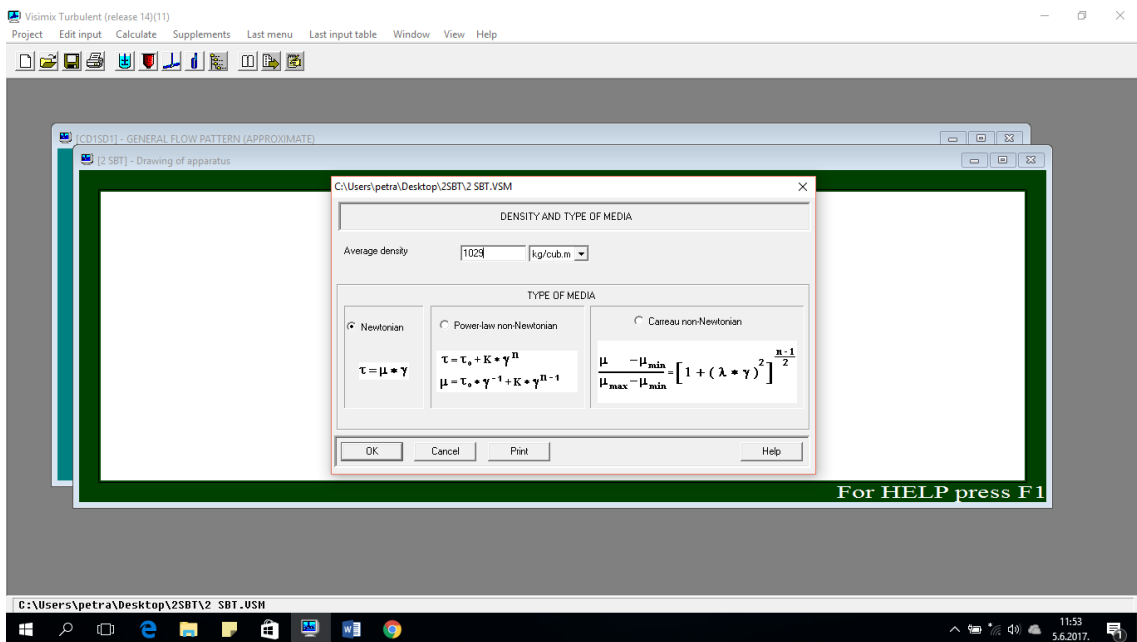 Visimix Turbulent (release 14)(11)
Project Edit input Calculate Supplements Last menu Last input table Window View Help
[CD1SD1] - GENERAL FLOW PATTERN (APPROXIMATE)
[2 SBT] - Drawing of apparatus
C:\Users\petra\Desktop\2SBT\2 SBT.VSM
DENSITY AND TYPE OF MEDIA
Average density 1029 kg/cub.m
TYPE OF MEDIA
Newtonian
τ = μ * γ
Power-law non-Newtonian
τ = τ₀ + K * γⁿ
μ = τ₀ * γ⁻¹ + K * γⁿ⁻¹
Carreau non-Newtonian
μ - μmin / μmax - μmin = [1 + (λ * γ)²]^(n-1)/2
OK Cancel Print Help
For HELP press F1
C:\Users\petra\Desktop\2SBT\2 SBT.VSM
11:53
5.6.2017.